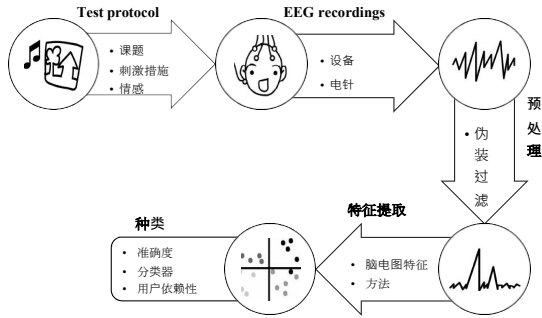 Test protocol
• 课题
• 刺激措施
• 情感
EEG recordings
• 设备
• 电针
预处理
• 伪装过滤
特征提取
• 脑电图特征
• 方法
种类
• 准确度
• 分类器
• 用户依赖性